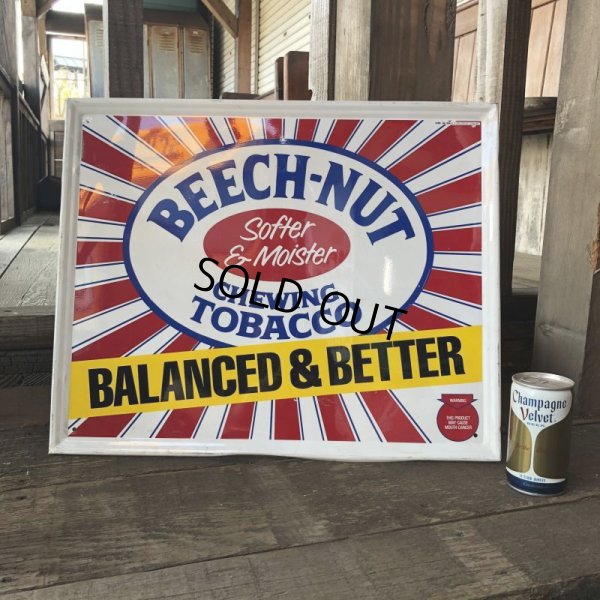 BEECH-NUT
Softer
& Moister
CHEWING
TOBACCO
SOLD OUT
BALANCED & BETTER
WARNING:
THIS PRODUCT
MAY CAUSE
MOUTH CANCER
Champagne
Velvet
BEER